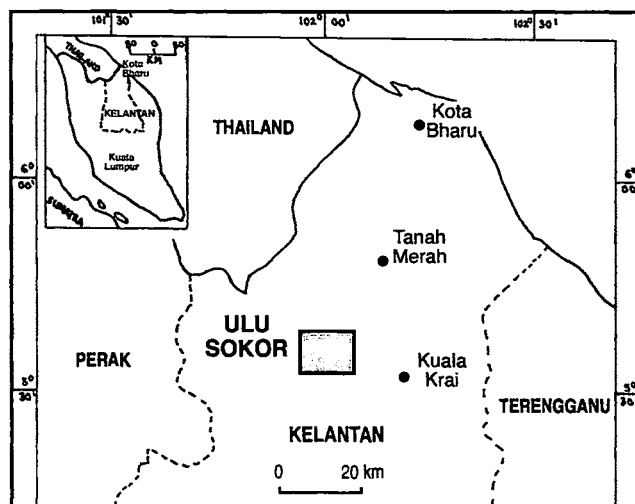 101° 30'
102° 00'
102° 30'
THAILAND
Kota
Bharu
KELANTAN
Kuala
Lumpur
SUMATRA
KM
THAILAND
Kota
Bharu
6°
00'
6°
00'
Tanah
Merah
ULU
SOKOR
PERAK
Kuala
Krai
5°
30'
5°
30'
TERENGGANU
KELANTAN
0 20 km